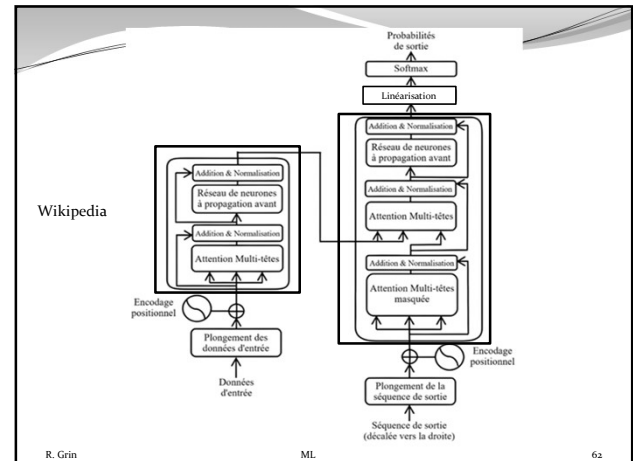 Wikipedia
Addition & Normalisation
Réseau de neurones
à propagation avant
Addition & Normalisation
Attention Multi-têtes
Encodage
positionnel
Plongement des
données d'entrée
Données
d'entrée
Probabilités
de sortie
Softmax
Linéarisation
Addition & Normalisation
Réseau de neurones
à propagation avant
Addition & Normalisation
Attention Multi-têtes
Addition & Normalisation
Attention Multi-têtes
masquée
Encodage
positionnel
Plongement de la
séquence de sortie
Séquence de sortie
(décalée vers la droite)
R. Grin
ML
62